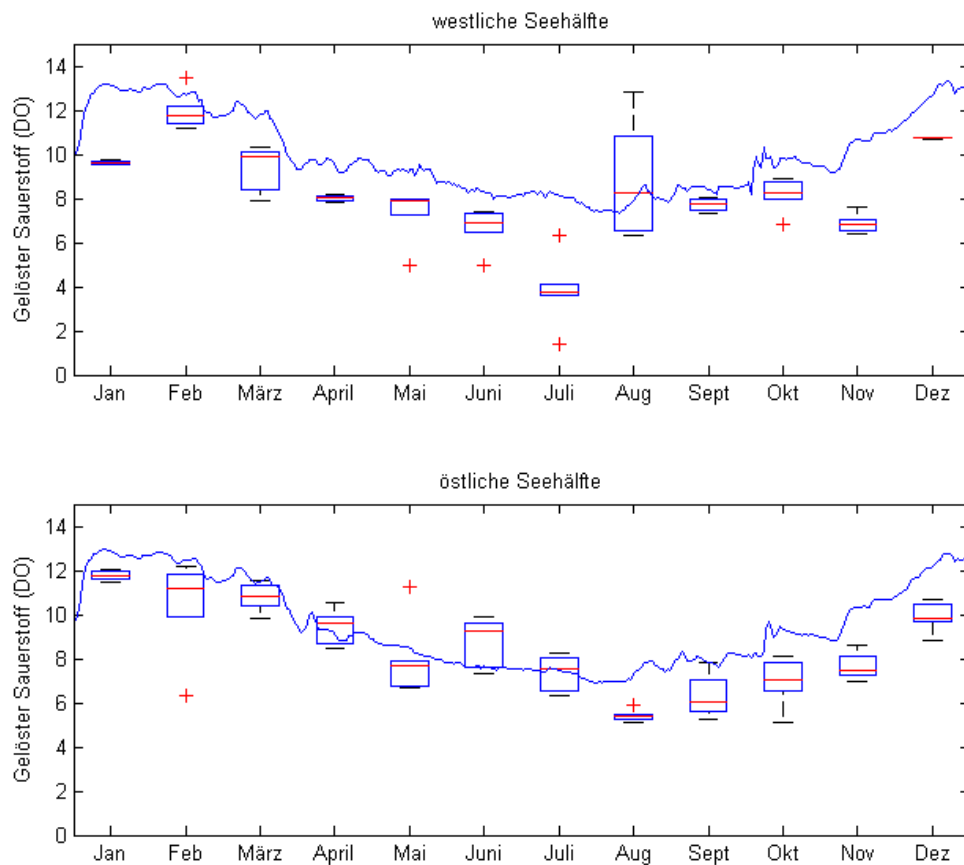 westliche Seehälfte
14
12
10
8
6
4
2
0
Gelöster Sauerstoff (DO)
Jan Feb März April Mai Juni Juli Aug Sept Okt Nov Dez
östliche Seehälfte
14
12
10
8
6
4
2
0
Gelöster Sauerstoff (DO)
Jan Feb März April Mai Juni Juli Aug Sept Okt Nov Dez